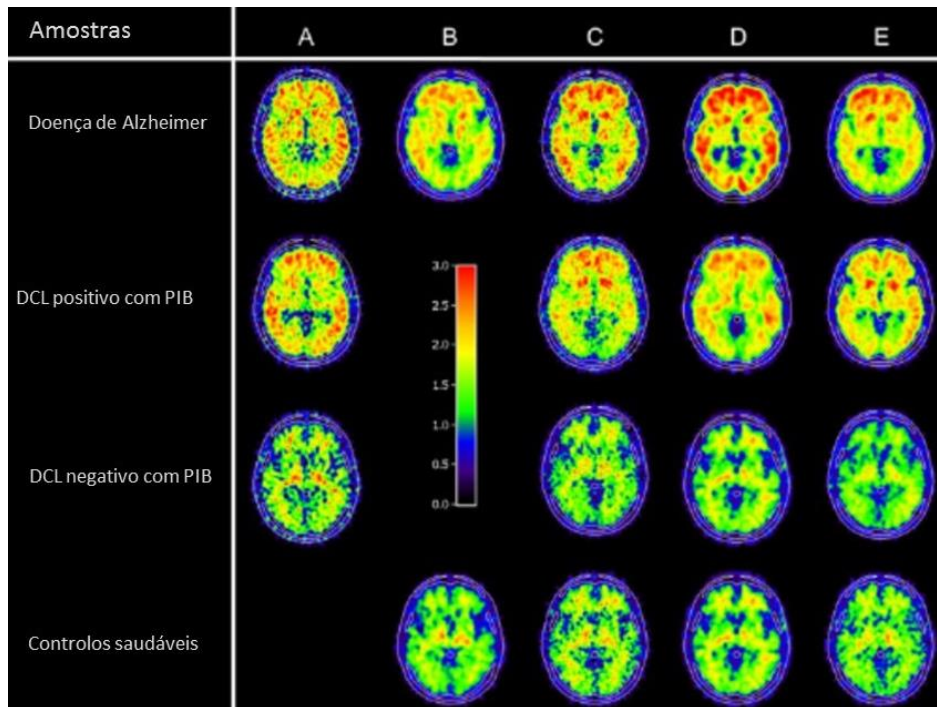 Amostras
A B C D E
Doença de Alzheimer
DCL positivo com PIB
3.0
2.5
2.0
1.5
1.0
0.5
0.0
DCL negativo com PIB
Controlos saudáveis